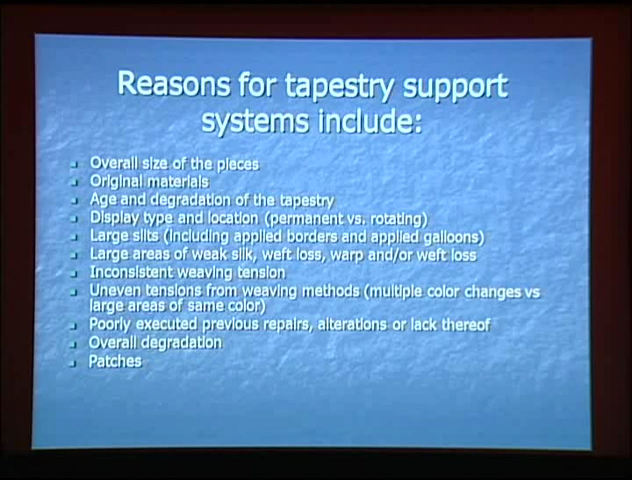 Reasons for tapestry support
systems include:
Overall size of the pieces
Original materials
Age and degradation of the tapestry
Display type and location (permanent vs. rotating)
Large slits (including applied borders and applied galloons)
Large areas of weak silk, weft loss, warp and/or weft loss
Inconsistent weaving tension
Uneven tensions from weaving methods (multiple color changes vs
large areas of same color)
Poorly executed previous repairs, alterations or lack thereof
Overall degradation
Patches